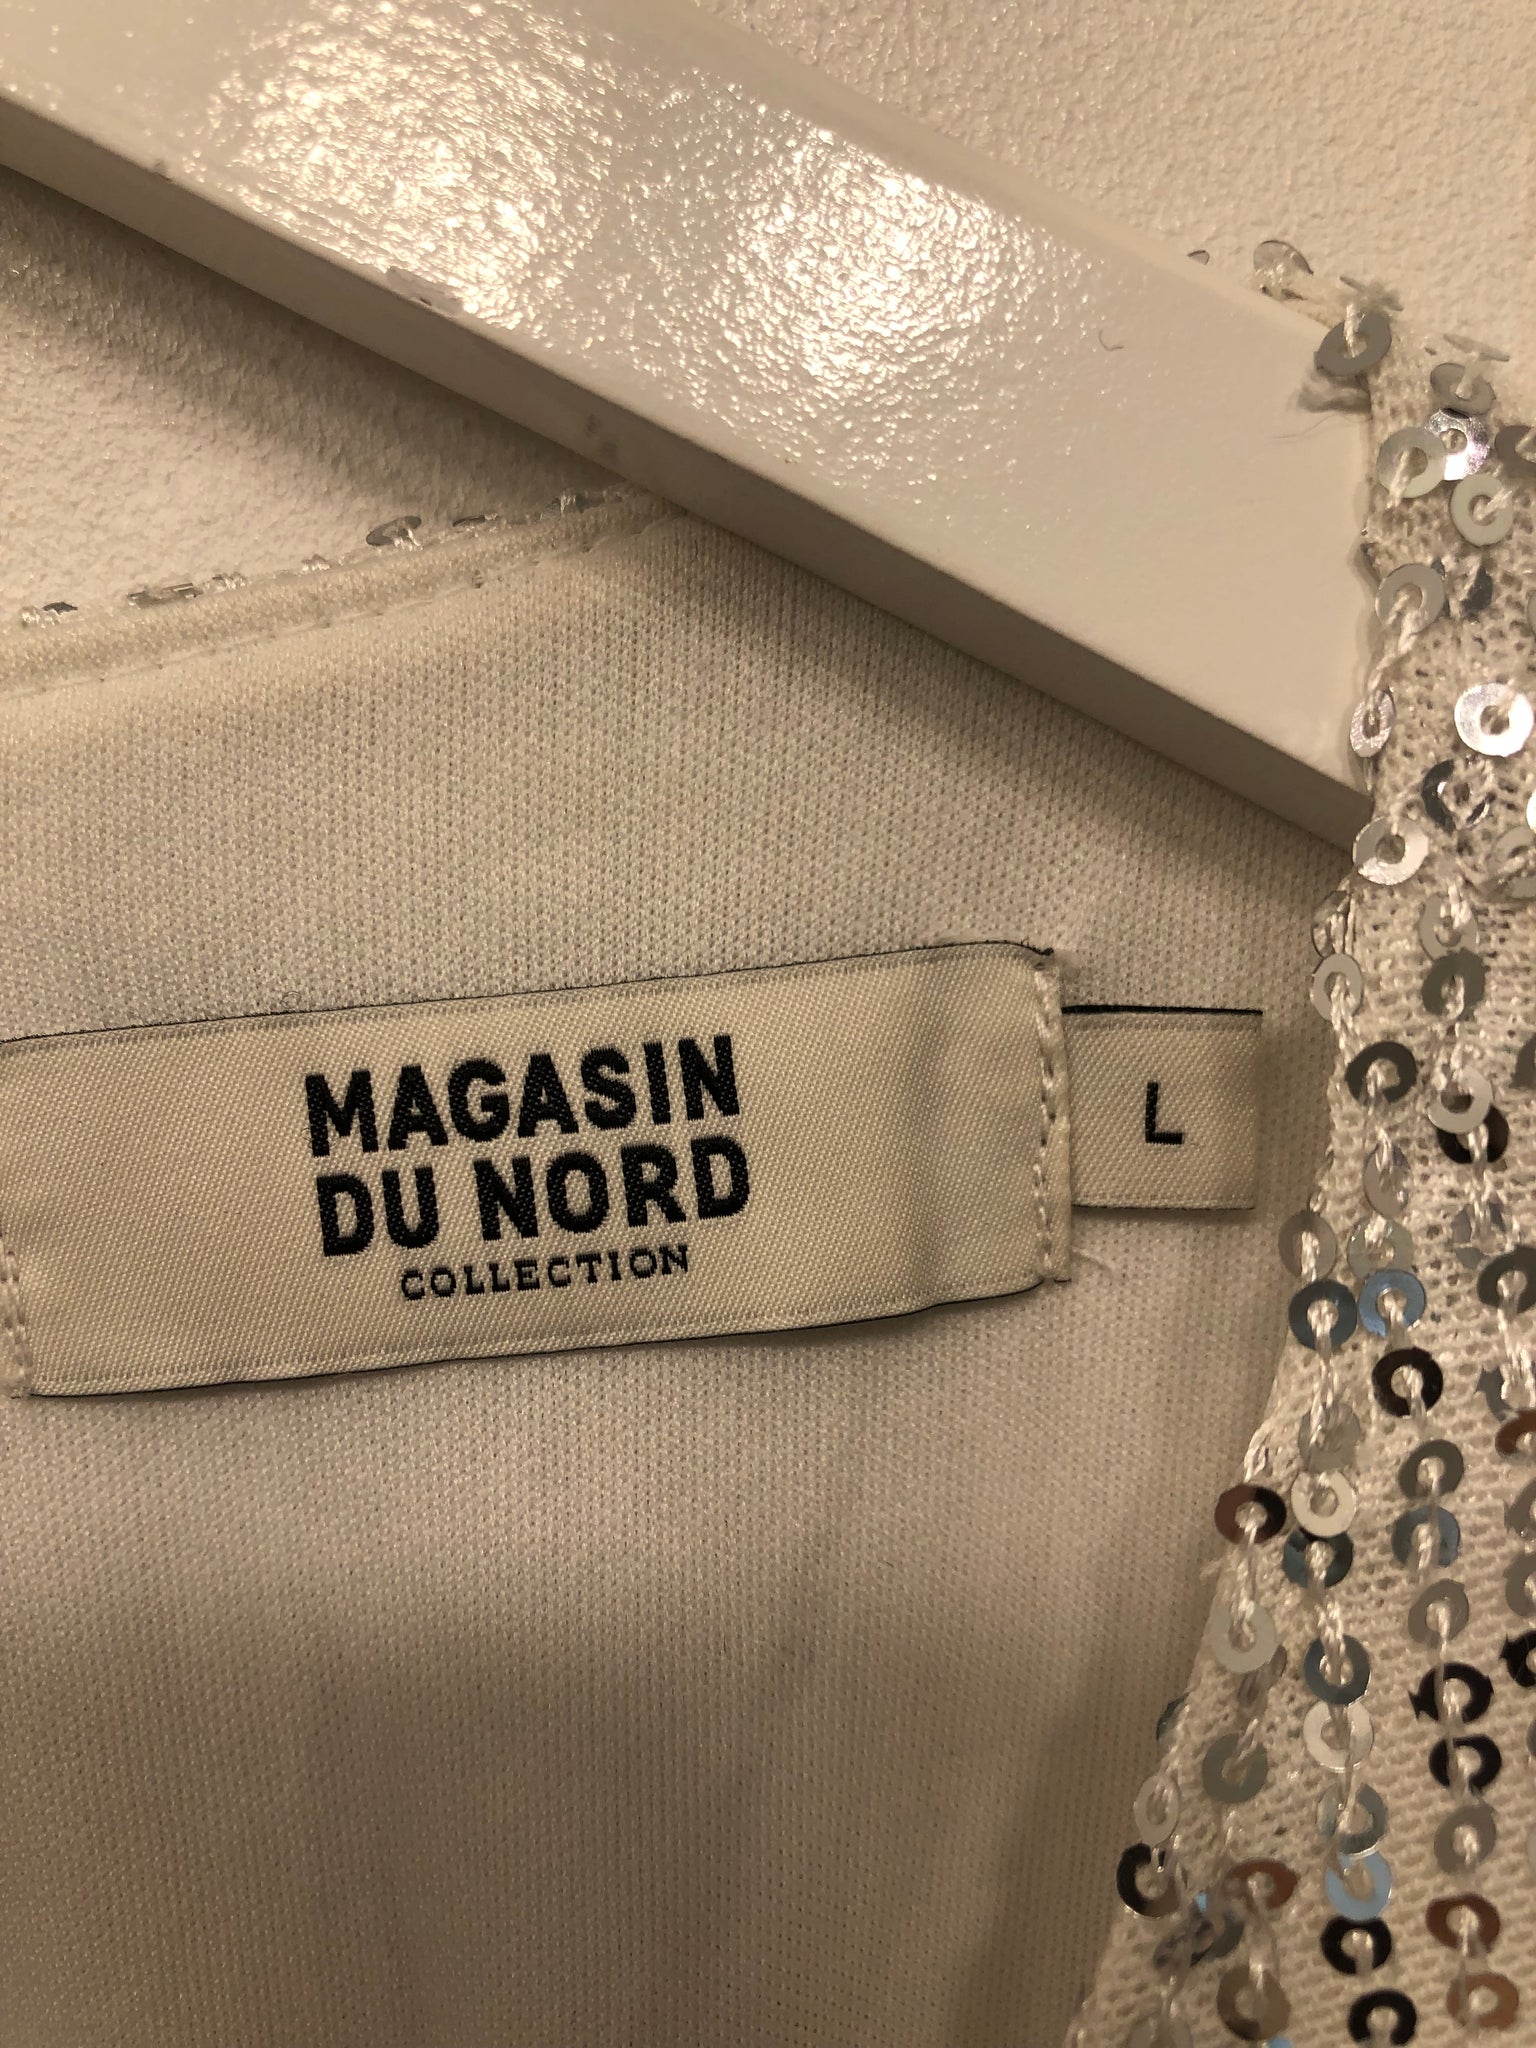 MAGASIN
DU NORD
COLLECTION
L